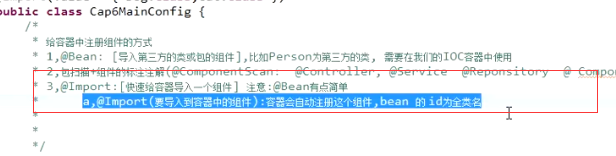 public class Cap6MainConfig {
/*
* 给容器中注册组件的方式
* 1,@Bean: [导入第三方的类或包的组件],比如Person为第三方的类, 需要在我们的IOC容器中使用
* 2,包扫描+组件的标注注解(@ComponentScan: @Controller, @Service @Reponsitory @ Compo
* 3,@Import:[快速给容器导入一个组件] 注意:@Bean有点简单
* a,@Import(要导入到容器中的组件):容器会自动注册这个组件,bean 的 id为全类名
*
*
*/